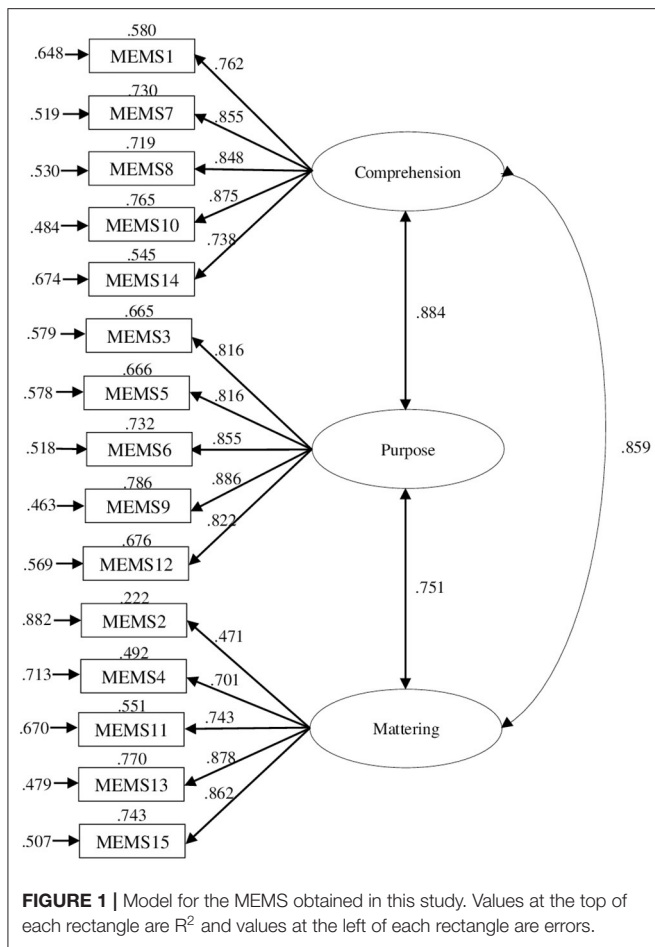 .580
.648 MEMS1 .762
.730
.519 MEMS7 .855
.719
.530 MEMS8 .848
Comprehension
.765
.484 MEMS10 .875
.545
.674 MEMS14 .738
.665
.579 MEMS3 .816
.884
.666
.578 MEMS5 .816
.732
.518 MEMS6 .855
Purpose
.859
.786
.463 MEMS9 .886
.676
.569 MEMS12 .822
.222
.882 MEMS2 .471
.751
.492
.713 MEMS4 .701
.551
.670 MEMS11 .743
Mattering
.770
.479 MEMS13 .878
.743
.507 MEMS15 .862
FIGURE 1 | Model for the MEMS obtained in this study. Values at the top of
each rectangle are R² and values at the left of each rectangle are errors.